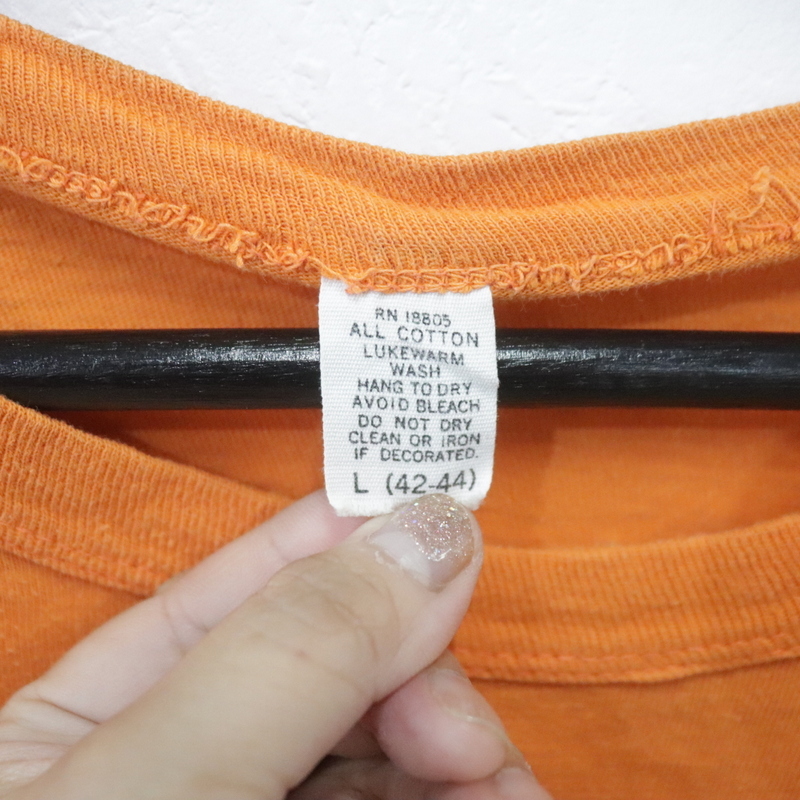 RN 18805
ALL COTTON
LUKEWARM
WASH
HANG TO DRY
AVOID BLEACH
DO NOT DRY
CLEAN OR IRON
IF DECORATED.
L (42-44)